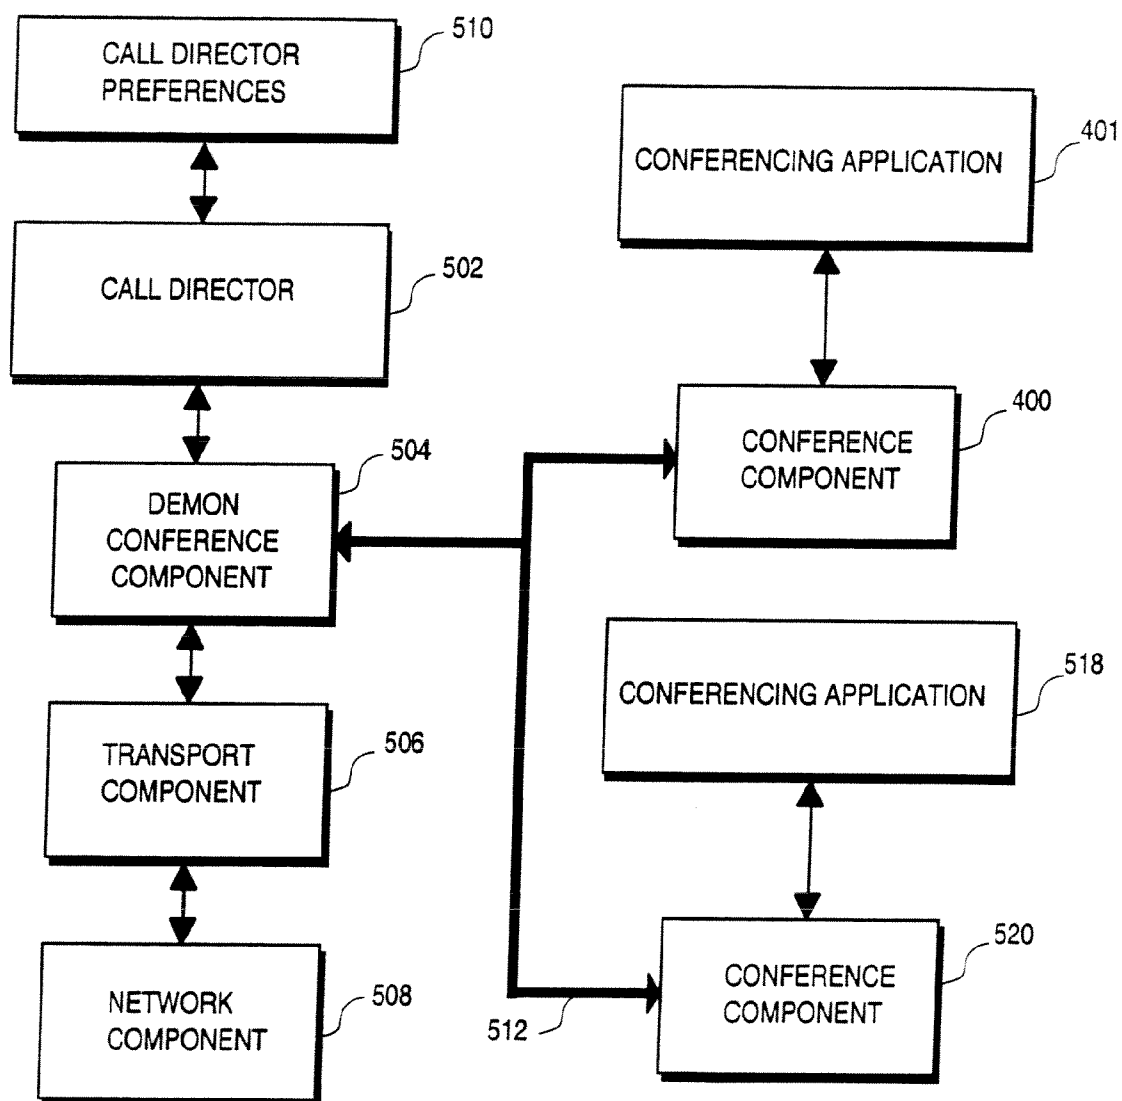 CALL DIRECTOR
PREFERENCES
510
CALL DIRECTOR
502
DEMON
CONFERENCE
COMPONENT
504
TRANSPORT
COMPONENT
506
NETWORK
COMPONENT
508
CONFERENCING APPLICATION
401
CONFERENCE
COMPONENT
400
CONFERENCING APPLICATION
518
CONFERENCE
COMPONENT
520
512